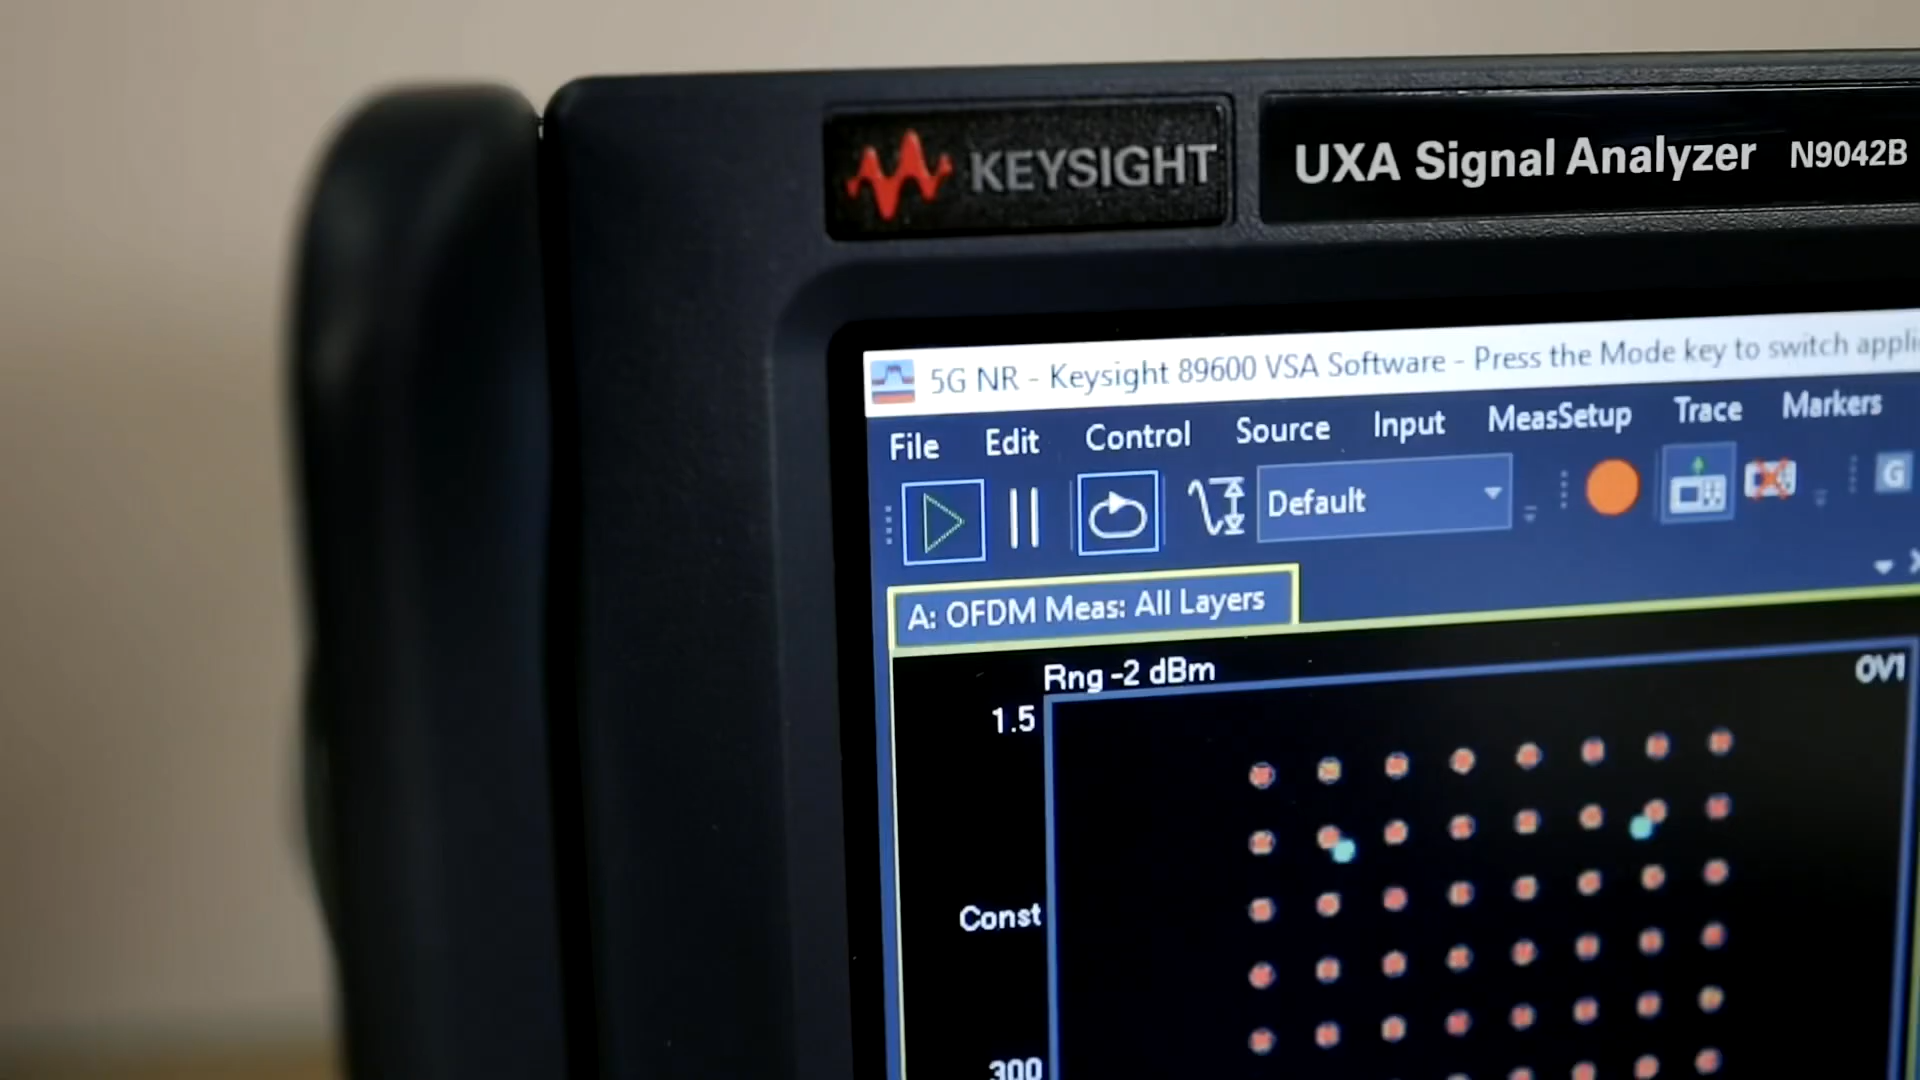 KEYSIGHT
UXA Signal Analyzer N9042B
5G NR - Keysight 89600 VSA Software - Press the Mode key to switch appli
File Edit Control Source Input MeasSetup Trace Markers
Default
G
A: OFDM Meas: All Layers
Rng -2 dBm
OV1
1.5
Const
300